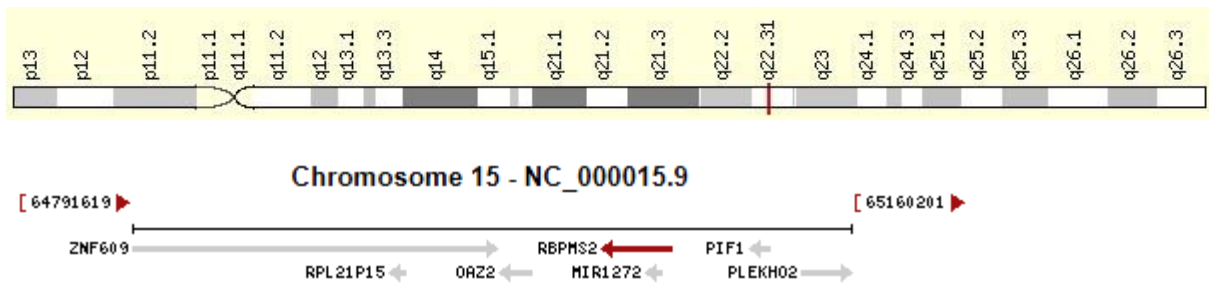 p13 p12 p11.2 p11.1 q11.1 q11.2 q12 q13.1 q13.3 q14 q15.1 q21.1 q21.2 q21.3 q22.2 q22.31 q23 q24.1 q24.3 q25.1 q25.2 q25.3 q26.1 q26.2 q26.3
Chromosome 15 - NC_000015.9
[ 64791619 [ 65160201
ZNF609 RBPMS2 PIF1
RPL21P15 OAZ2 MIR1272 PLEKHO2